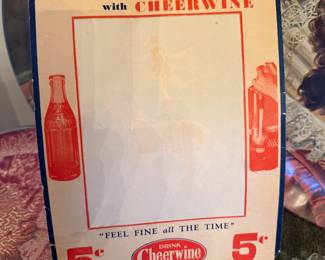 with CHEERWINE
"FEEL FINE all THE TIME"
5¢ DRINK 5¢
Cheerwine